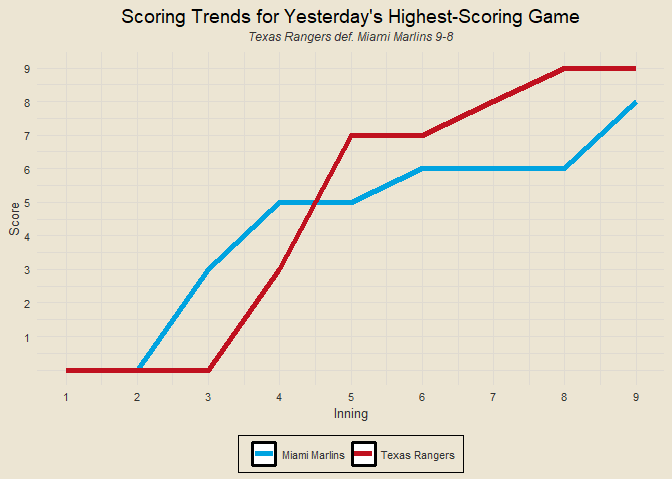 Scoring Trends for Yesterday's Highest-Scoring Game
Texas Rangers def. Miami Marlins 9-8
9
8
7
6
5
4
3
2
1
Score
1 2 3 4 5 6 7 8 9
Inning
Miami Marlins Texas Rangers